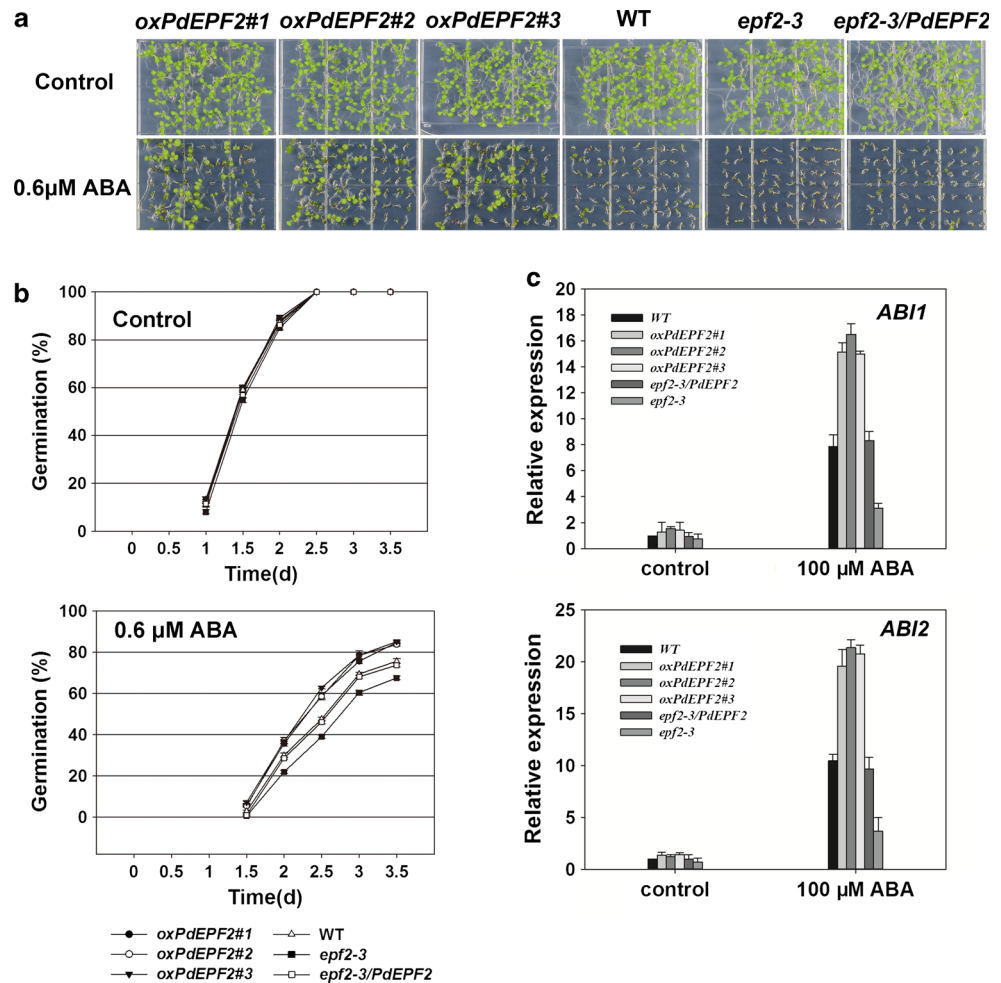 a
oxPdEPF2#1 oxPdEPF2#2 oxPdEPF2#3 WT epf2-3 epf2-3/PdEPF2
Control
0.6μM ABA
b
Control
Germination (%)
100
80
60
40
20
0
0 0.5 1 1.5 2 2.5 3 3.5
Time(d)
0.6 μM ABA
Germination (%)
100
80
60
40
20
0
0 0.5 1 1.5 2 2.5 3 3.5
Time(d)
oxPdEPF2#1
oxPdEPF2#2
oxPdEPF2#3
WT
epf2-3
epf2-3/PdEPF2
c
ABI1
Relative expression
20
18
16
14
12
10
8
6
4
2
0
WT
oxPdEPF2#1
oxPdEPF2#2
oxPdEPF2#3
epf2-3/PdEPF2
epf2-3
control 100 μM ABA
ABI2
Relative expression
25
20
15
10
5
0
WT
oxPdEPF2#1
oxPdEPF2#2
oxPdEPF2#3
epf2-3/PdEPF2
epf2-3
control 100 μM ABA